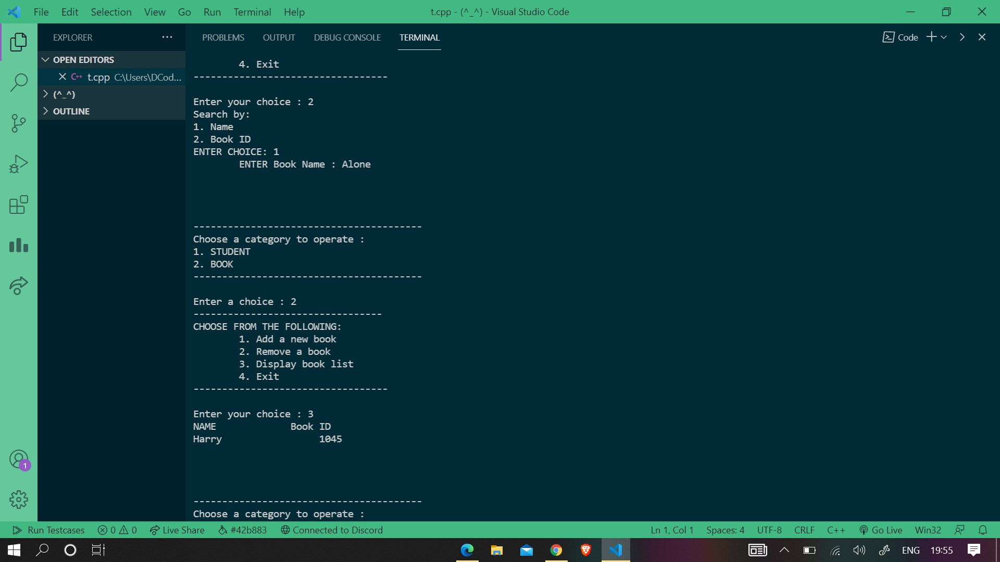 File Edit Selection View Go Run Terminal Help
t.cpp - (^_^) - Visual Studio Code
EXPLORER
OPEN EDITORS
C++ t.cpp C:\Users\DCod...
(^_^)
OUTLINE
1
PROBLEMS OUTPUT DEBUG CONSOLE TERMINAL
Code
4. Exit
----------------------------------
Enter your choice : 2
Search by:
1. Name
2. Book ID
ENTER CHOICE: 1
ENTER Book Name : Alone
----------------------------------------
Choose a category to operate :
1. STUDENT
2. BOOK
----------------------------------------
Enter a choice : 2
---------------------------------
CHOOSE FROM THE FOLLOWING:
1. Add a new book
2. Remove a book
3. Display book list
4. Exit
----------------------------------
Enter your choice : 3
NAME Book ID
Harry 1045
----------------------------------------
Choose a category to operate :
Run Testcases 0 0 Live Share #42b883 Connected to Discord
Ln 1, Col 1 Spaces: 4 UTF-8 CRLF C++ Go Live Win32
ENG 19:55